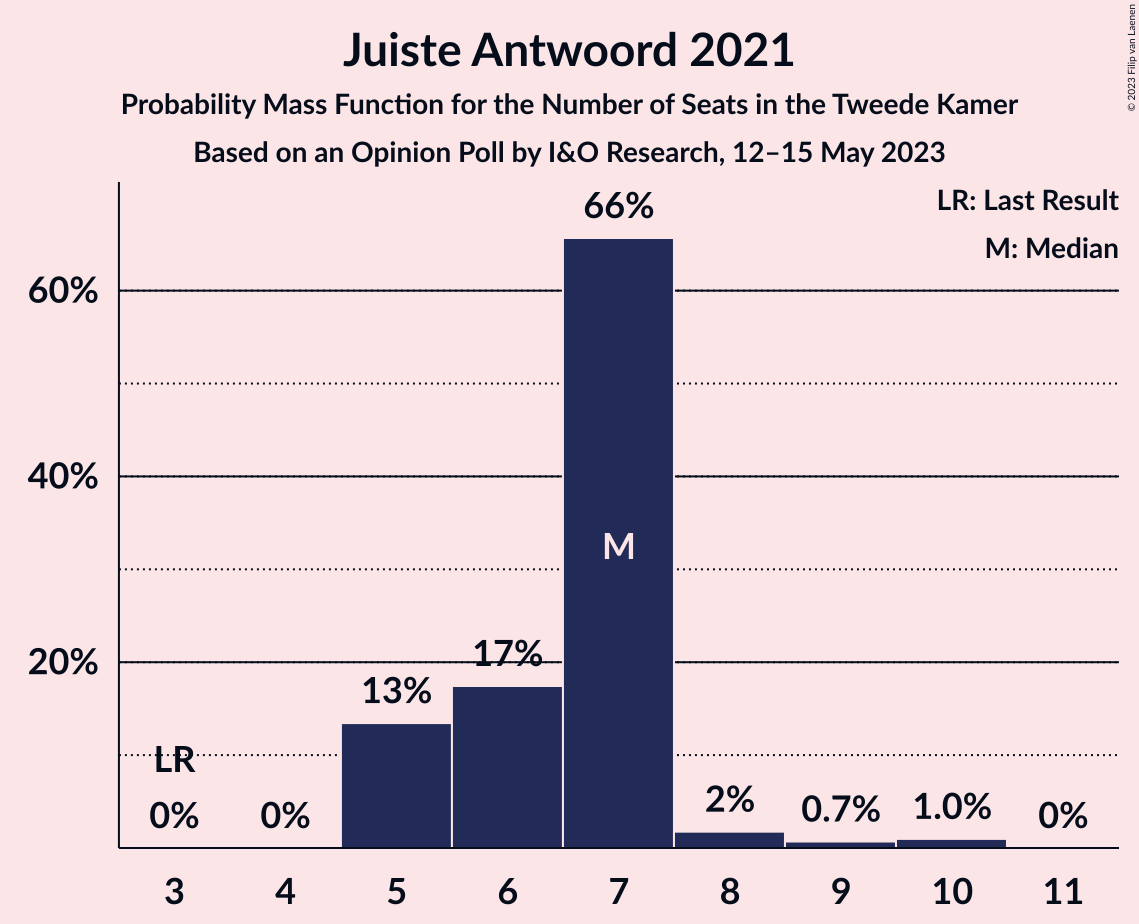 Juiste Antwoord 2021
Probability Mass Function for the Number of Seats in the Tweede Kamer
Based on an Opinion Poll by I&O Research, 12–15 May 2023
© 2023 Filip van Laenen
LR: Last Result
M: Median
66%
60%
40%
M
20%
17%
13%
LR
0%
0%
2%
0.7%
1.0%
0%
3 4 5 6 7 8 9 10 11